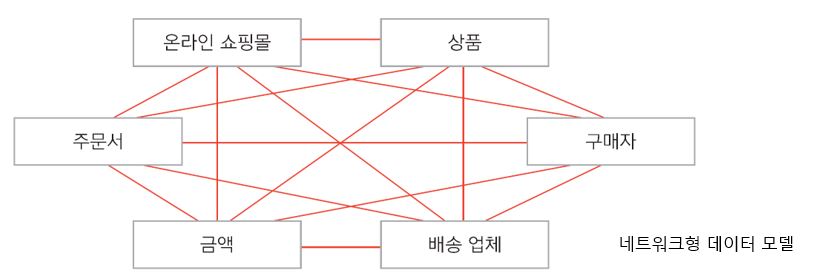 온라인 쇼핑몰
상품
주문서
구매자
금액
배송 업체
네트워크형 데이터 모델